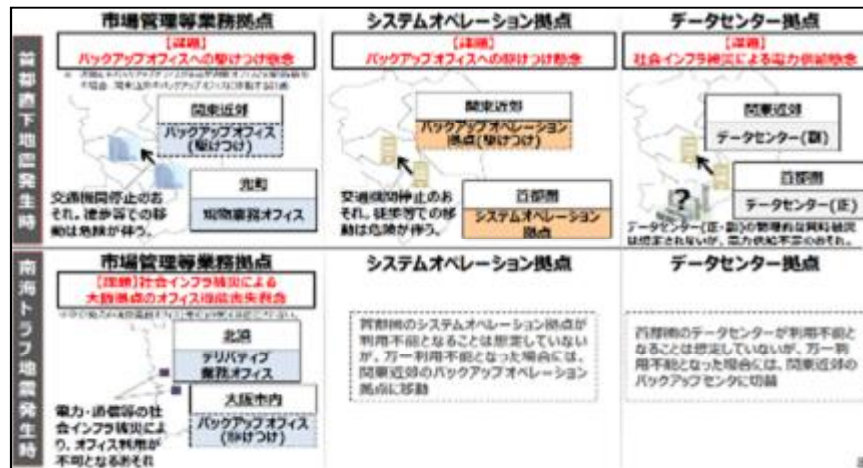 首都直下地震発生時
市場管理等業務拠点
【課題】
バックアップオフィスへの駆けつけ懸念
関東近郊
バックアップオフィス
(駆けつけ)
兜町
現物業務オフィス
交通機関停止のお
それ。徒歩等での移
動は危険が伴う。
システムオペレーション拠点
【課題】
バックアップオフィスへの駆けつけ懸念
関東近郊
バックアップオペレーション
拠点(駆けつけ)
首都圏
システムオペレーション
拠点
交通機関停止のお
それ。徒歩等での移
動は危険が伴う。
データセンター拠点
【課題】
社会インフラ被災による電力供給懸念
関東近郊
データセンター(副)
首都圏
データセンター(正)
?
データセンター(正・副)の物理的な同時被災
は想定されないが、電力供給不足のおそれ。
南海トラフ地震発生時
市場管理等業務拠点
【課題】社会インフラ被災による
大阪拠点のオフィス機能喪失懸念
北浜
デリバティブ
業務オフィス
大阪市内
バックアップオフィス
(駆けつけ)
電力・通信等の社
会インフラ被災によ
り、オフィス利用が
不可となるおそれ
システムオペレーション拠点
首都圏のシステムオペレーション拠点が
利用不能となることは想定していない
が、万一利用不能となった場合には、
関東近郊のバックアップオペレーション
拠点に移動
データセンター拠点
首都圏のデータセンターが利用不能と
なることは想定していないが、万一利
用不能となった場合には、関東近郊の
バックアップセンタに切替